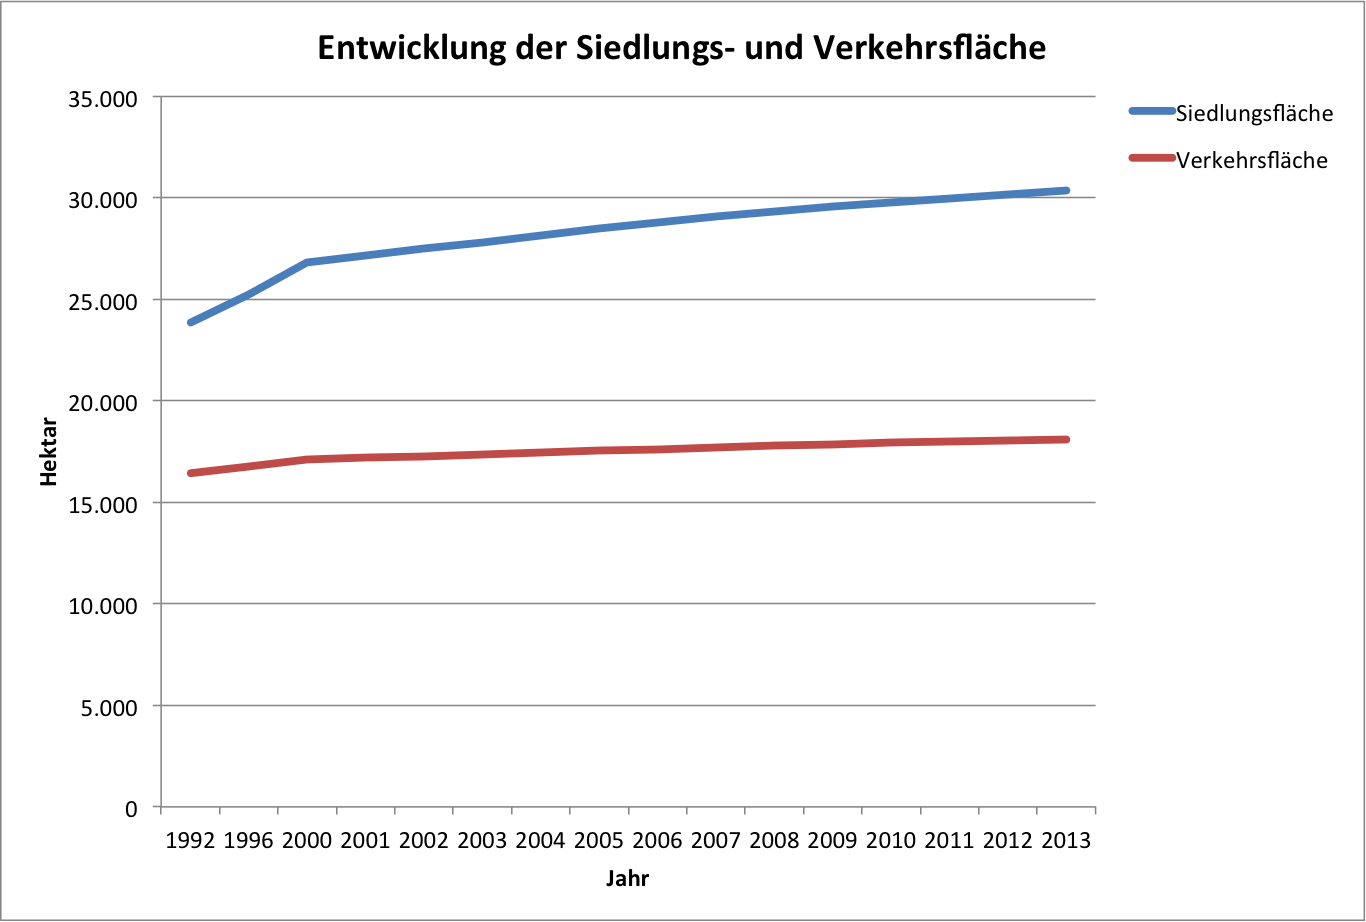 Entwicklung der Siedlungs- und Verkehrsfläche
35.000
30.000
25.000
20.000
15.000
10.000
5.000
0
Hektar
1992 1996 2000 2001 2002 2003 2004 2005 2006 2007 2008 2009 2010 2011 2012 2013
Jahr
Siedlungsfläche
Verkehrsfläche